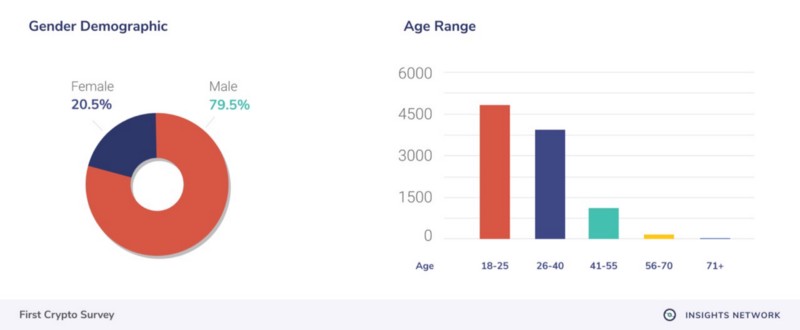 Gender Demographic
Female
20.5%
Male
79.5%
Age Range
6000
4500
3000
1500
0
Age 18-25 26-40 41-55 56-70 71+
First Crypto Survey
INSIGHTS NETWORK